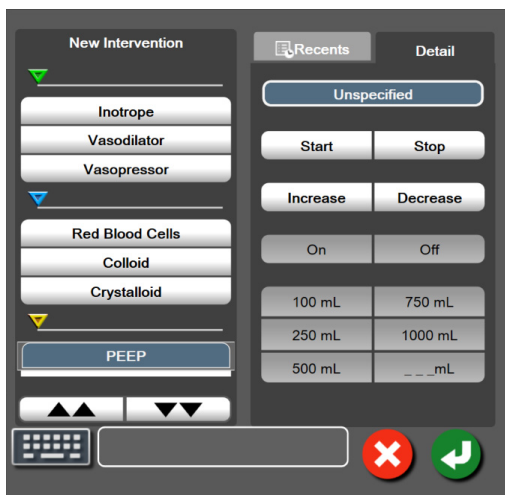 New Intervention
Inotrope
Vasodilator
Vasopressor
Red Blood Cells
Colloid
Crystalloid
PEEP
Recents
Detail
Unspecified
Start
Stop
Increase
Decrease
On
Off
100 mL
750 mL
250 mL
1000 mL
500 mL
_ _ _mL